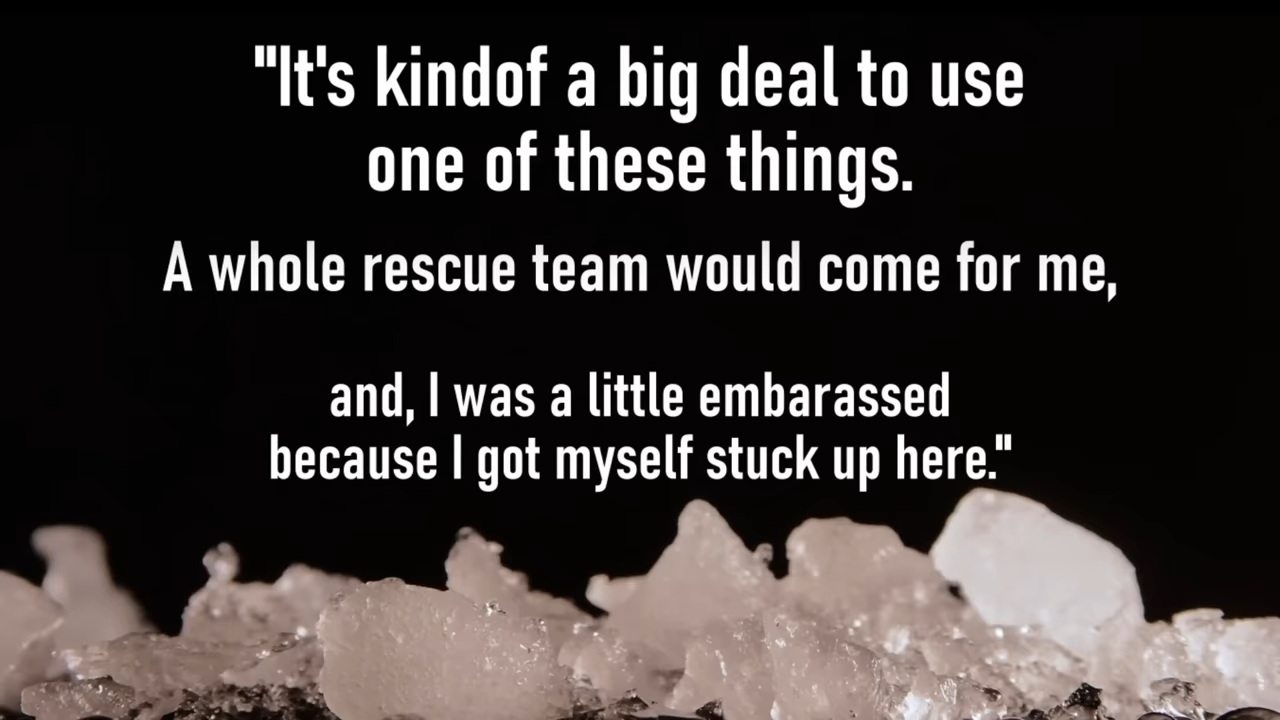 "It's kindof a big deal to use
one of these things.
A whole rescue team would come for me,
and, I was a little embarassed
because I got myself stuck up here."